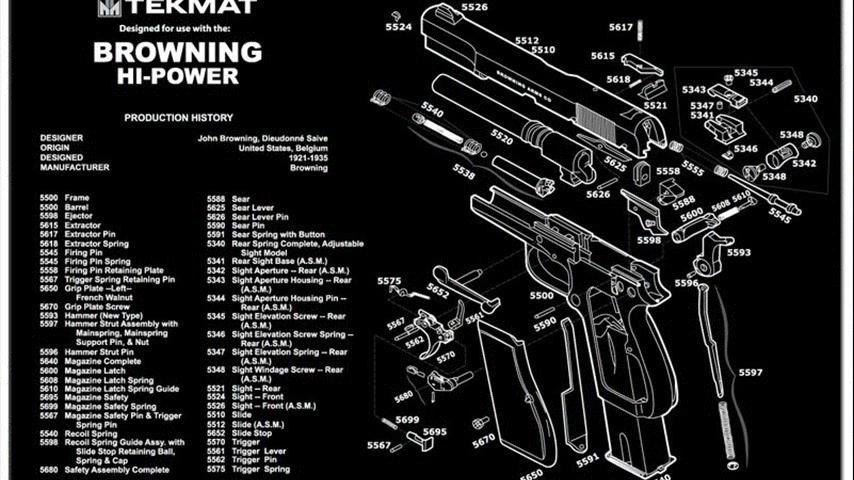 TEKMAT
Designed for use with the:
BROWNING
HI-POWER
PRODUCTION HISTORY
DESIGNER John Browning, Dieudonné Saive
ORIGIN United States, Belgium
DESIGNED 1921-1935
MANUFACTURER Browning
5500 Frame
5500 Barrel
5598 Ejector
5615 Extractor
5617 Extractor Pin
5618 Extractor Spring
5545 Firing Pin
5545 Firing Pin Spring
5558 Firing Pin Retaining Plate
5567 Trigger Spring Retaining Pin
5650 Grip Plate --Left--
French Walnut
5670 Grip Plate Screw
5593 Hammer (New Type)
5597 Hammer Strut Assembly with
Mainspring, Mainspring
Support Pin, & Nut
5596 Hammer Strut Pin
5640 Magazine Complete
5600 Magazine Latch
5608 Magazine Latch Spring
5610 Magazine Latch Spring Guide
5695 Magazine Safety
5699 Magazine Safety Spring
5567 Magazine Safety Pin & Trigger
Spring Pin
5540 Recoil Spring
5598 Recoil Spring Guide Assy. with
Slide Stop Retaining Ball,
Spring & Cap
5680 Safety Assembly Complete
5588 Sear
5625 Sear Lever
5626 Sear Lever Pin
5590 Sear Pin
5591 Sear Spring with Button
5340 Rear Spring Complete, Adjustable
Sight Model
5341 Rear Sight Base (A.S.M.)
5342 Sight Aperture -- Rear (A.S.M.)
5343 Sight Aperture Housing -- Rear
(A.S.M.)
5344 Sight Aperture Housing Pin --
Rear (A.S.M.)
5345 Sight Elevation Screw -- Rear
(A.S.M.)
5346 Sight Elevation Screw Spring --
Rear (A.S.M.)
5347 Sight Elevation Spring -- Rear
(A.S.M.)
5348 Sight Windage Screw -- Rear
(A.S.M.)
5521 Sight -- Rear
5524 Sight -- Front
5526 Sight -- Front (A.S.M.)
5510 Slide
5512 Slide (A.S.M.)
5652 Slide Stop
5570 Trigger
5561 Trigger Lever
5562 Trigger Pin
5575 Trigger Spring
5526
5524
5512
5510
5617
5615
5618
5521
BROWNING ARMS CO
5345
5344
5343
5340
5347
5341
5346
5348
5342
5348
5540
5520
5538
5625
5555
5558
5626
5588
5545
5610
5608
5600
5598
5593
5596
5575
5652
5500
5567
5561
5562
5590
5570
5597
5680
5699
5695
5567
5670
5650
5591